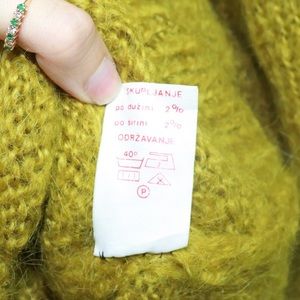 SKUPLJANJE
PO DUŽINI 2%
PO ŠIRINI 2%
ODRŽAVANJE
40°
P